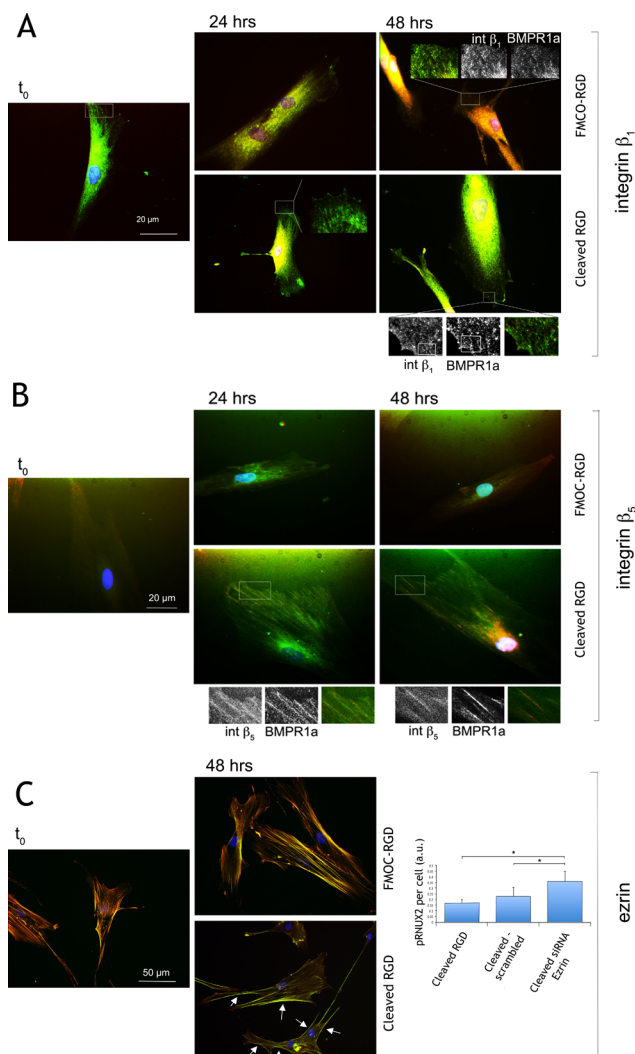 A
24 hrs
48 hrs
int β1 BMPR1a
t0
20 µm
FMCO-RGD
Cleaved RGD
integrin β1
int β1 BMPR1a
B
24 hrs
48 hrs
t0
20 µm
FMOC-RGD
Cleaved RGD
integrin β5
int β5 BMPR1a
int β5 BMPR1a
C
48 hrs
t0
50 µm
FMOC-RGD
Cleaved RGD
pRNUX2 per cell (a.u.)
*
*
Cleaved RGD
Cleaved -
scrambled
Cleaved siRNA
Ezrin
ezrin